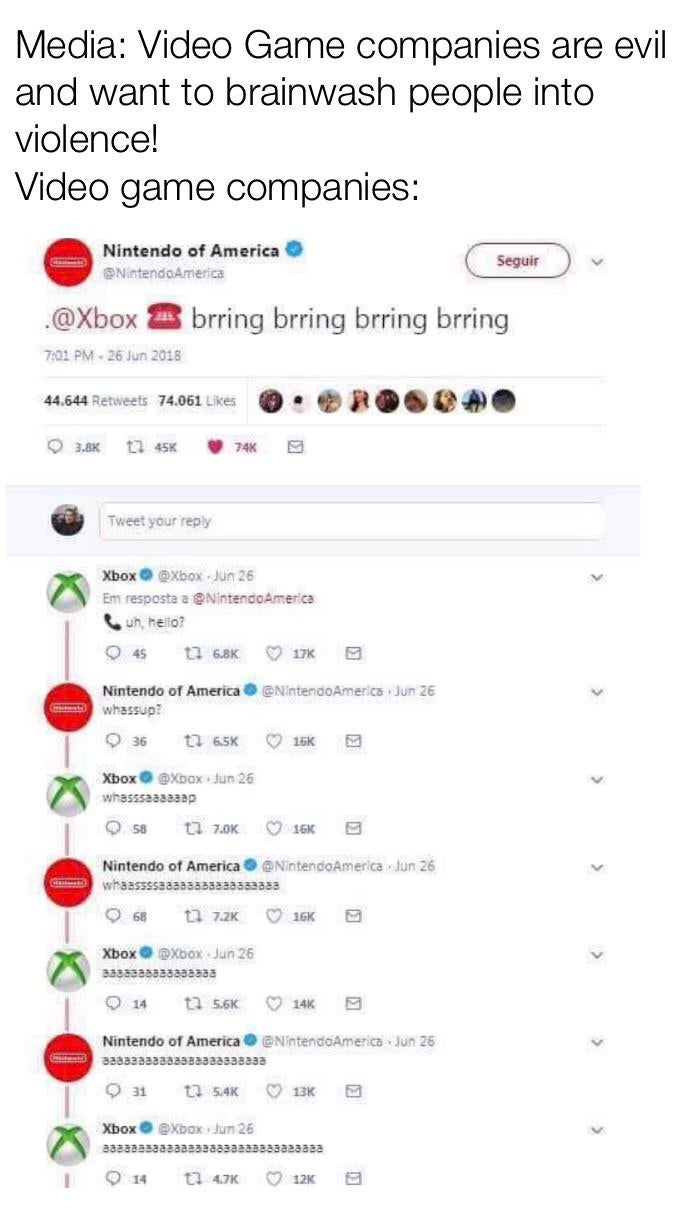 Media: Video Game companies are evil
and want to brainwash people into
violence!
Video game companies:
Nintendo of America
@NintendoAmerica
Seguir
.@Xbox ☎️ brring brring brring brring
7:01 PM - 26 Jun 2018
44.644 Retweets 74.061 Likes
3.8K 45K 74K
Tweet your reply
Xbox @Xbox · Jun 26
Em resposta a @NintendoAmerica
📞 uh, hello?
45 6.8K 17K
Nintendo of America @NintendoAmerica · Jun 26
whassup?
36 6.5K 16K
Xbox @Xbox · Jun 26
whasssaaaaaap
58 7.0K 16K
Nintendo of America @NintendoAmerica · Jun 26
whaassssaaaaaaaaaaaaaaaaaaaa
68 7.2K 16K
Xbox @Xbox · Jun 26
aaaaaaaaaaaaaaaa
14 5.6K 14K
Nintendo of America @NintendoAmerica · Jun 26
aaaaaaaaaaaaaaaaaaaaaaa
31 5.4K 13K
Xbox @Xbox · Jun 26
aaaaaaaaaaaaaaaaaaaaaaaaaaaaaaa
14 4.7K 12K